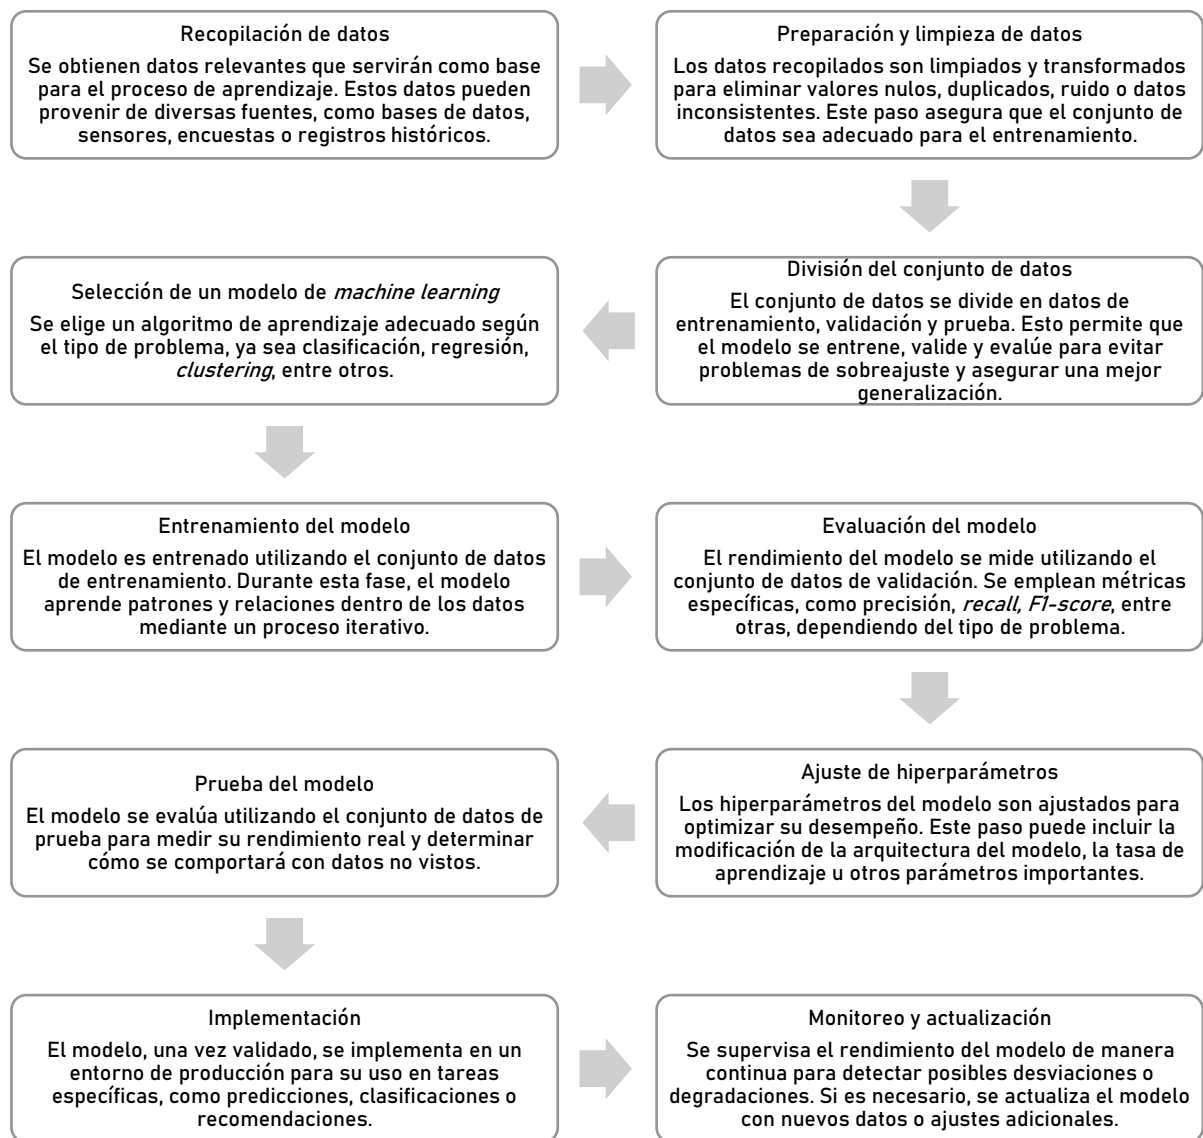 Recopilación de datos
Se obtienen datos relevantes que servirán como base
para el proceso de aprendizaje. Estos datos pueden
provenir de diversas fuentes, como bases de datos,
sensores, encuestas o registros históricos.
Preparación y limpieza de datos
Los datos recopilados son limpiados y transformados
para eliminar valores nulos, duplicados, ruido o datos
inconsistentes. Este paso asegura que el conjunto de
datos sea adecuado para el entrenamiento.
División del conjunto de datos
El conjunto de datos se divide en datos de
entrenamiento, validación y prueba. Esto permite que
el modelo se entrene, valide y evalúe para evitar
problemas de sobreajuste y asegurar una mejor
generalización.
Selección de un modelo de machine learning
Se elige un algoritmo de aprendizaje adecuado según
el tipo de problema, ya sea clasificación, regresión,
clustering, entre otros.
Entrenamiento del modelo
El modelo es entrenado utilizando el conjunto de datos
de entrenamiento. Durante esta fase, el modelo
aprende patrones y relaciones dentro de los datos
mediante un proceso iterativo.
Evaluación del modelo
El rendimiento del modelo se mide utilizando el
conjunto de datos de validación. Se emplean métricas
específicas, como precisión, recall, F1-score, entre
otras, dependiendo del tipo de problema.
Ajuste de hiperparámetros
Los hiperparámetros del modelo son ajustados para
optimizar su desempeño. Este paso puede incluir la
modificación de la arquitectura del modelo, la tasa de
aprendizaje u otros parámetros importantes.
Prueba del modelo
El modelo se evalúa utilizando el conjunto de datos de
prueba para medir su rendimiento real y determinar
cómo se comportará con datos no vistos.
Implementación
El modelo, una vez validado, se implementa en un
entorno de producción para su uso en tareas
específicas, como predicciones, clasificaciones o
recomendaciones.
Monitoreo y actualización
Se supervisa el rendimiento del modelo de manera
continua para detectar posibles desviaciones o
degradaciones. Si es necesario, se actualiza el modelo
con nuevos datos o ajustes adicionales.